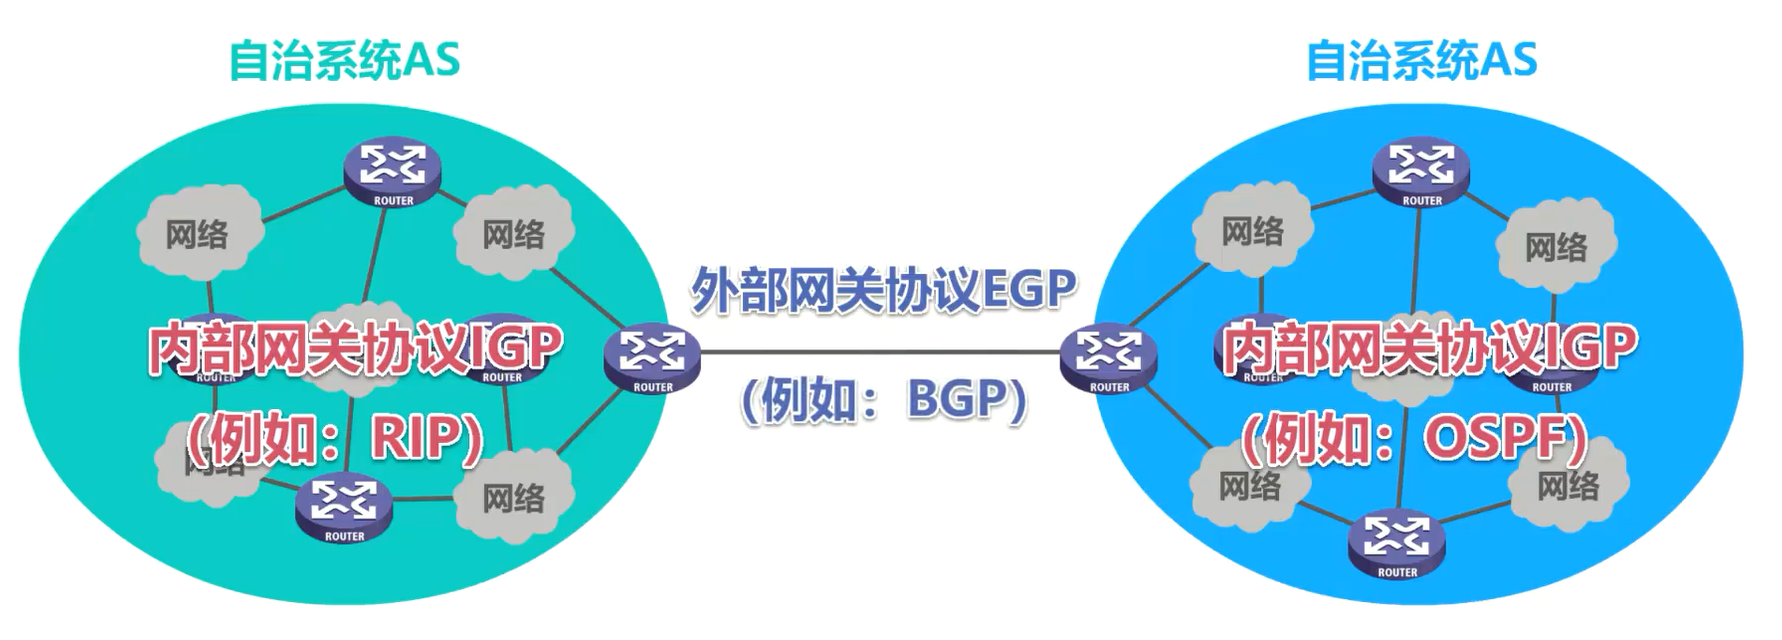 自治系统AS
自治系统AS
ROUTER
网络
网络
ROUTER
内部网关协议IGP
(例如：RIP)
ROUTER
ROUTER
网络
网络
ROUTER
ROUTER
外部网关协议EGP
(例如：BGP)
ROUTER
网络
网络
ROUTER
内部网关协议IGP
(例如：OSPF)
ROUTER
ROUTER
网络
网络
ROUTER